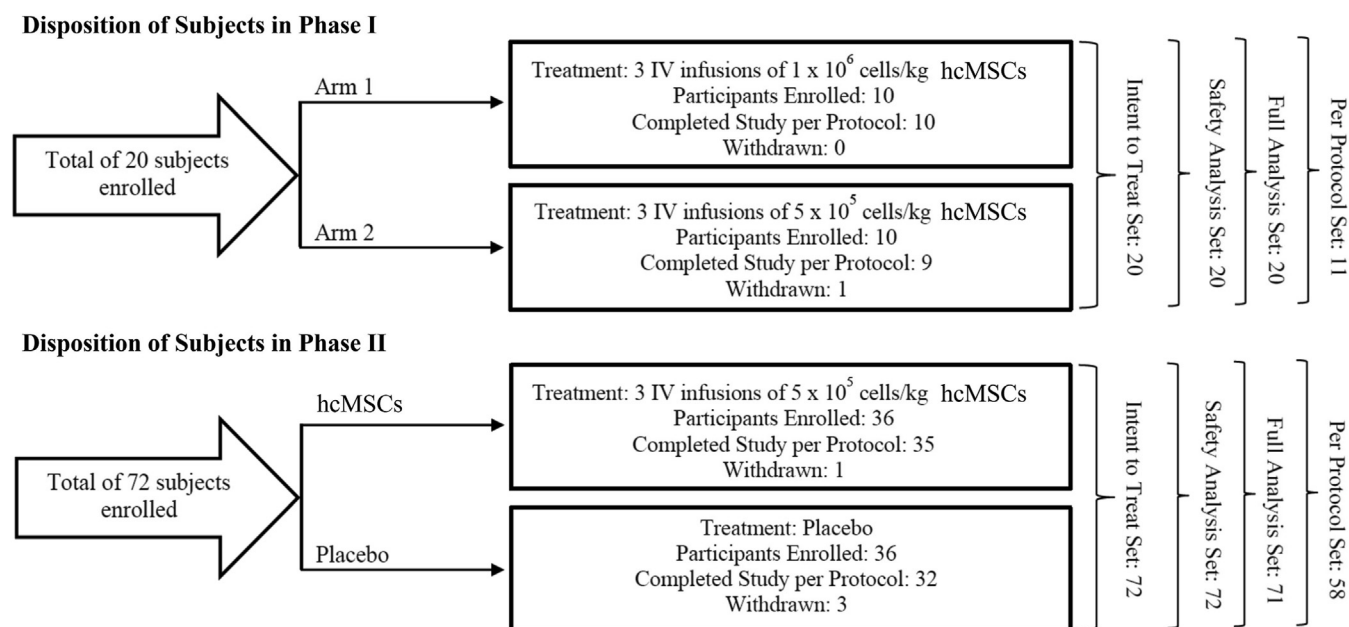 Disposition of Subjects in Phase I
Arm 1
Total of 20 subjects
enrolled
Arm 2
Treatment: 3 IV infusions of 1 x 10⁶ cells/kg hcMSCs
Participants Enrolled: 10
Completed Study per Protocol: 10
Withdrawn: 0
Treatment: 3 IV infusions of 5 x 10⁵ cells/kg hcMSCs
Participants Enrolled: 10
Completed Study per Protocol: 9
Withdrawn: 1
Intent to Treat Set: 20
Safety Analysis Set: 20
Full Analysis Set: 20
Per Protocol Set: 11
Disposition of Subjects in Phase II
hcMSCs
Total of 72 subjects
enrolled
Placebo
Treatment: 3 IV infusions of 5 x 10⁵ cells/kg hcMSCs
Participants Enrolled: 36
Completed Study per Protocol: 35
Withdrawn: 1
Treatment: Placebo
Participants Enrolled: 36
Completed Study per Protocol: 32
Withdrawn: 3
Intent to Treat Set: 72
Safety Analysis Set: 72
Full Analysis Set: 71
Per Protocol Set: 58